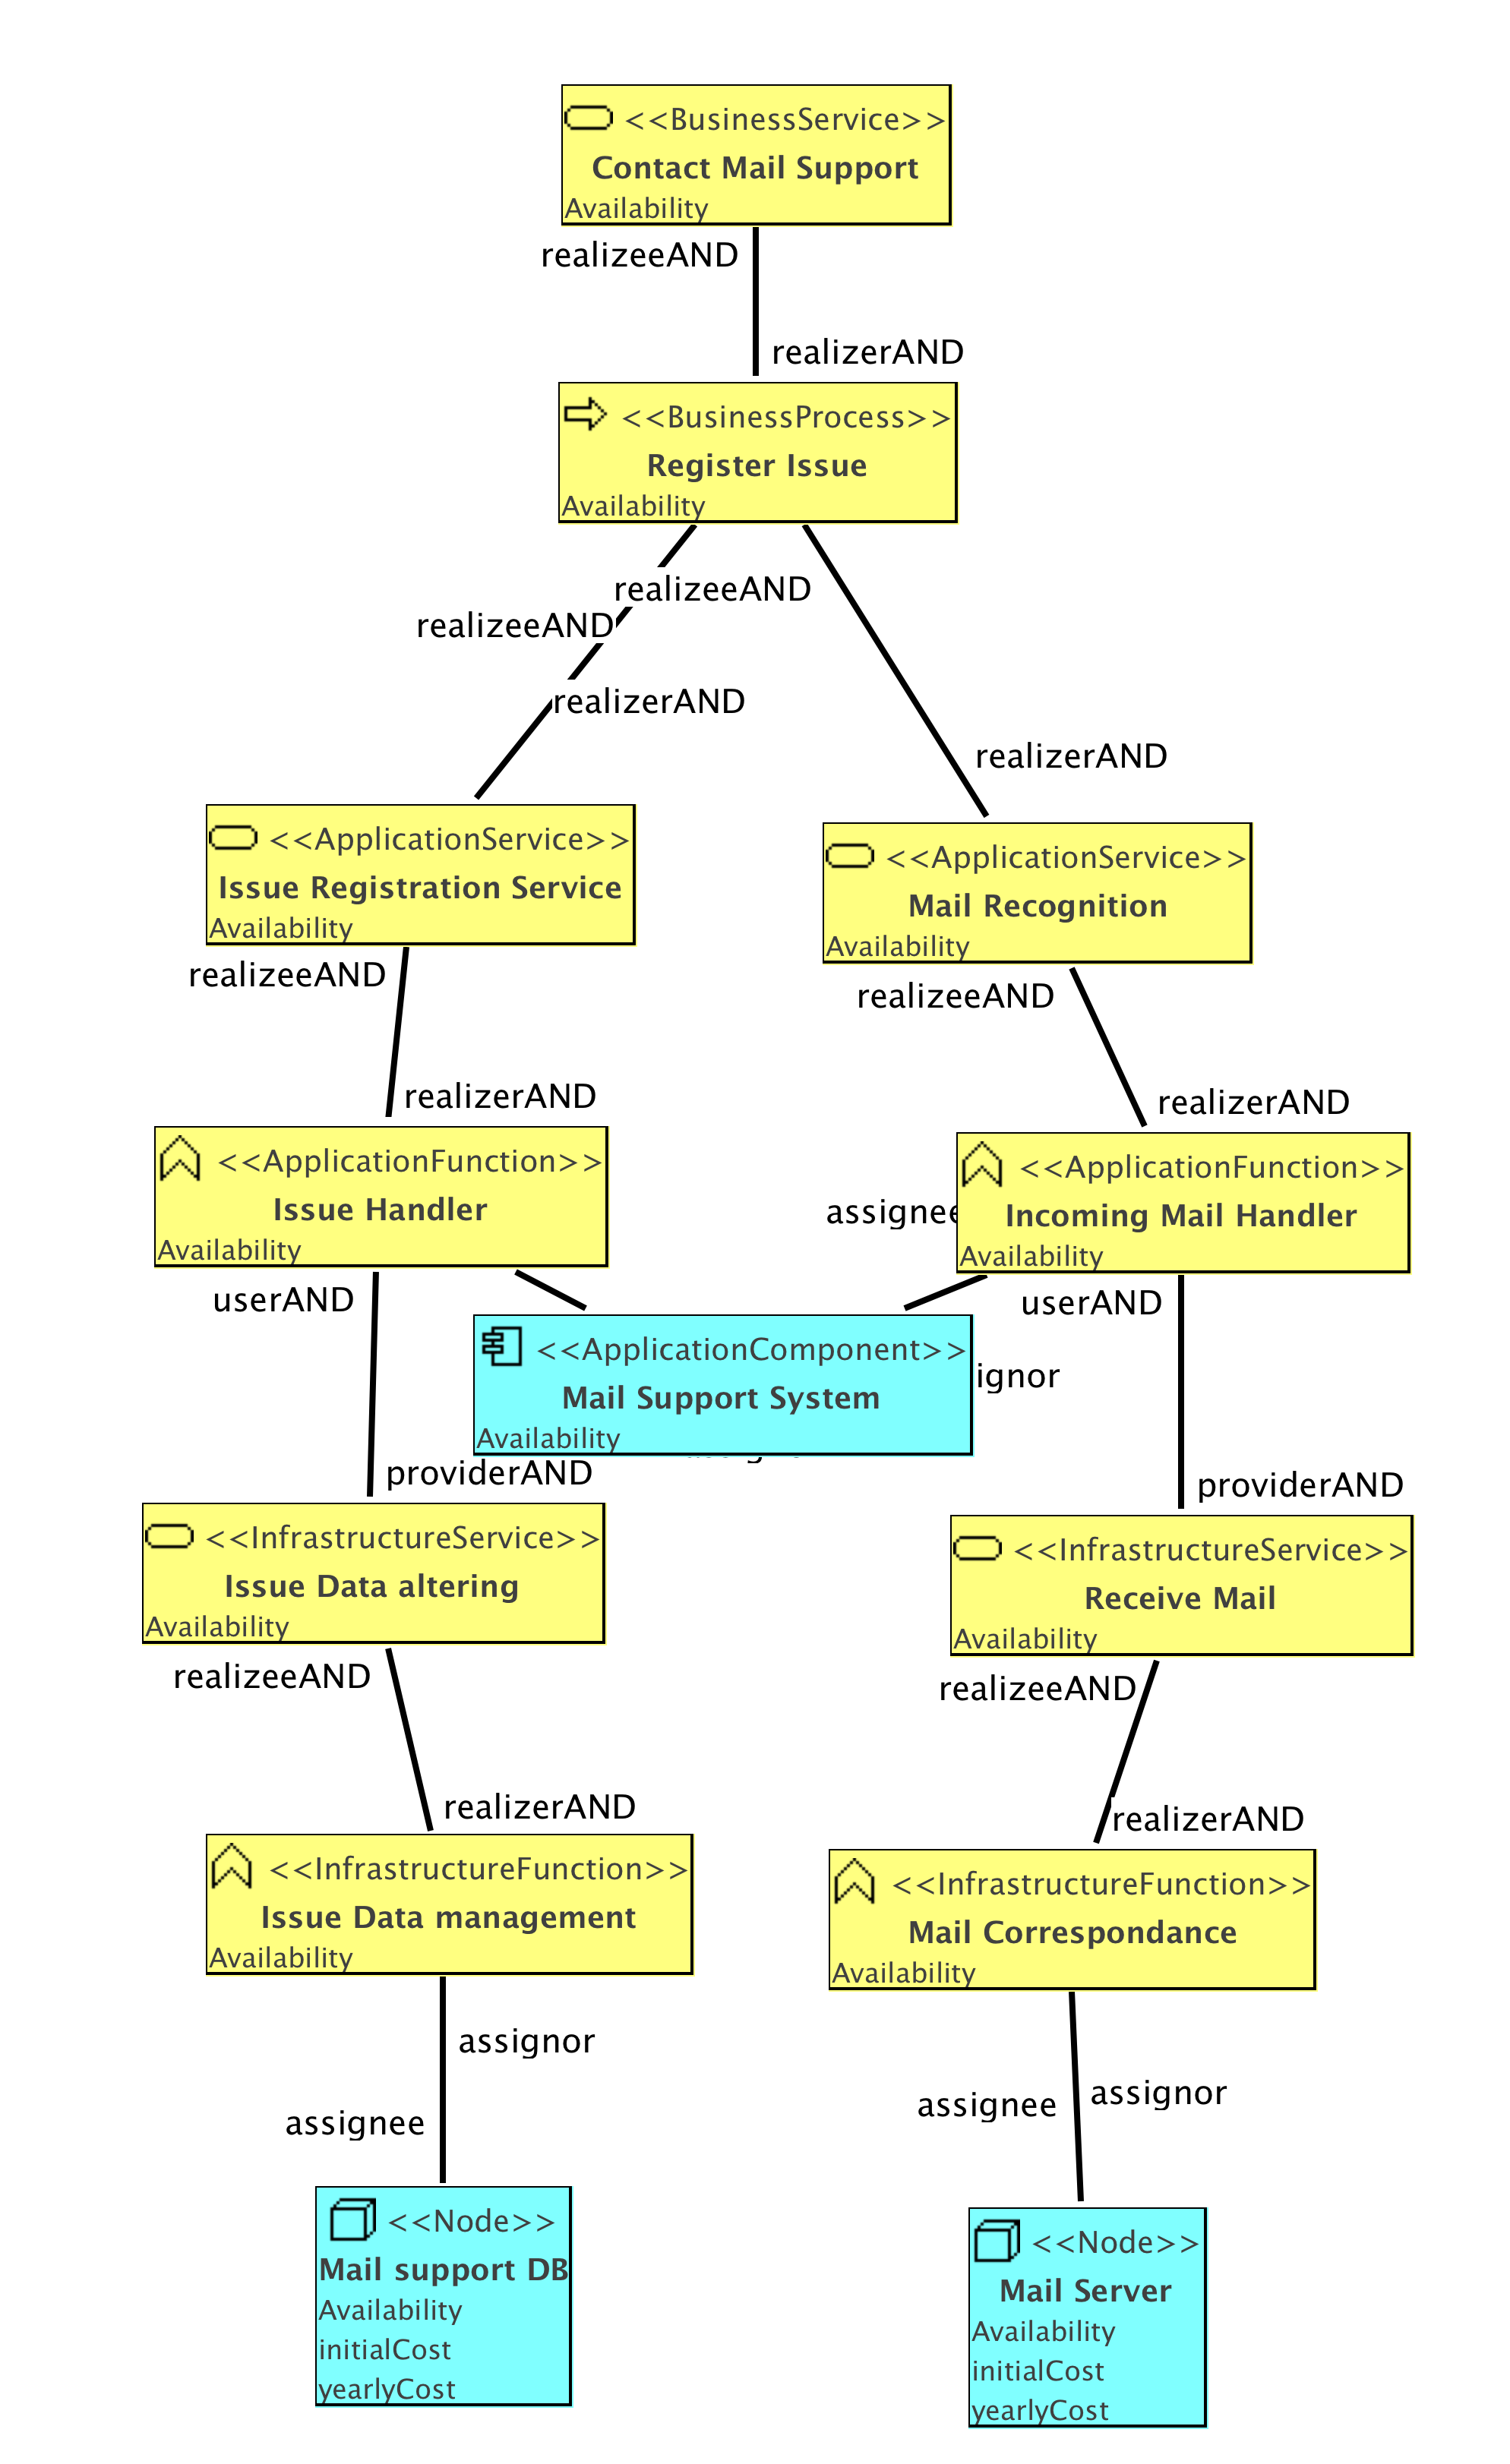 <<BusinessService>>
Contact Mail Support
Availability
realizeeAND
realizerAND
<<BusinessProcess>>
Register Issue
Availability
realizeeAND
realizeeAND
realizerAND
realizerAND
<<ApplicationService>>
Issue Registration Service
Availability
<<ApplicationService>>
Mail Recognition
Availability
realizeeAND
realizeeAND
realizerAND
realizerAND
<<ApplicationFunction>>
Issue Handler
Availability
assignee
<<ApplicationFunction>>
Incoming Mail Handler
Availability
userAND
userAND
<<ApplicationComponent>>
Mail Support System
Availability
ignor
providerAND
providerAND
<<InfrastructureService>>
Issue Data altering
Availability
<<InfrastructureService>>
Receive Mail
Availability
realizeeAND
realizeeAND
realizerAND
realizerAND
<<InfrastructureFunction>>
Issue Data management
Availability
<<InfrastructureFunction>>
Mail Correspondance
Availability
assignor
assignee
assignee
assignor
<<Node>>
Mail support DB
Availability
initialCost
yearlyCost
<<Node>>
Mail Server
Availability
initialCost
yearlyCost